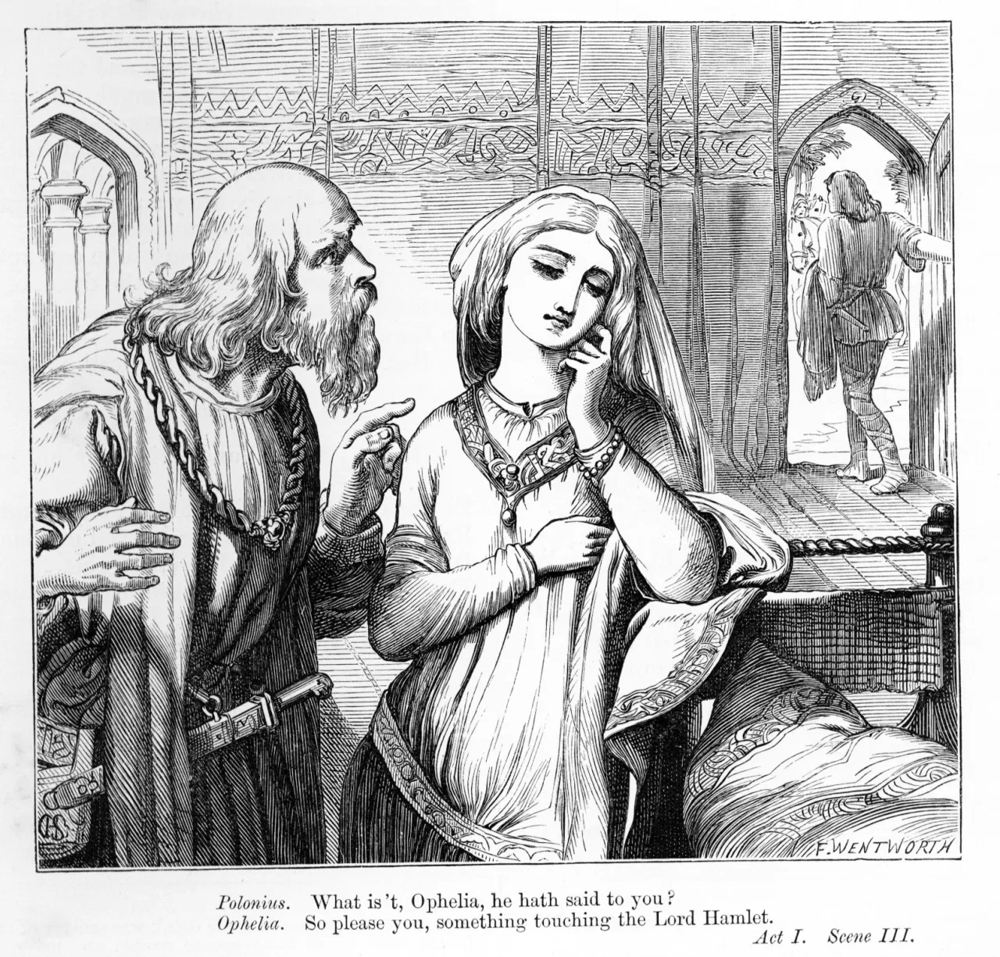 F. WENTWORTH
Polonius. What is 't, Ophelia, he hath said to you?
Ophelia. So please you, something touching the Lord Hamlet.
Act I. Scene III.